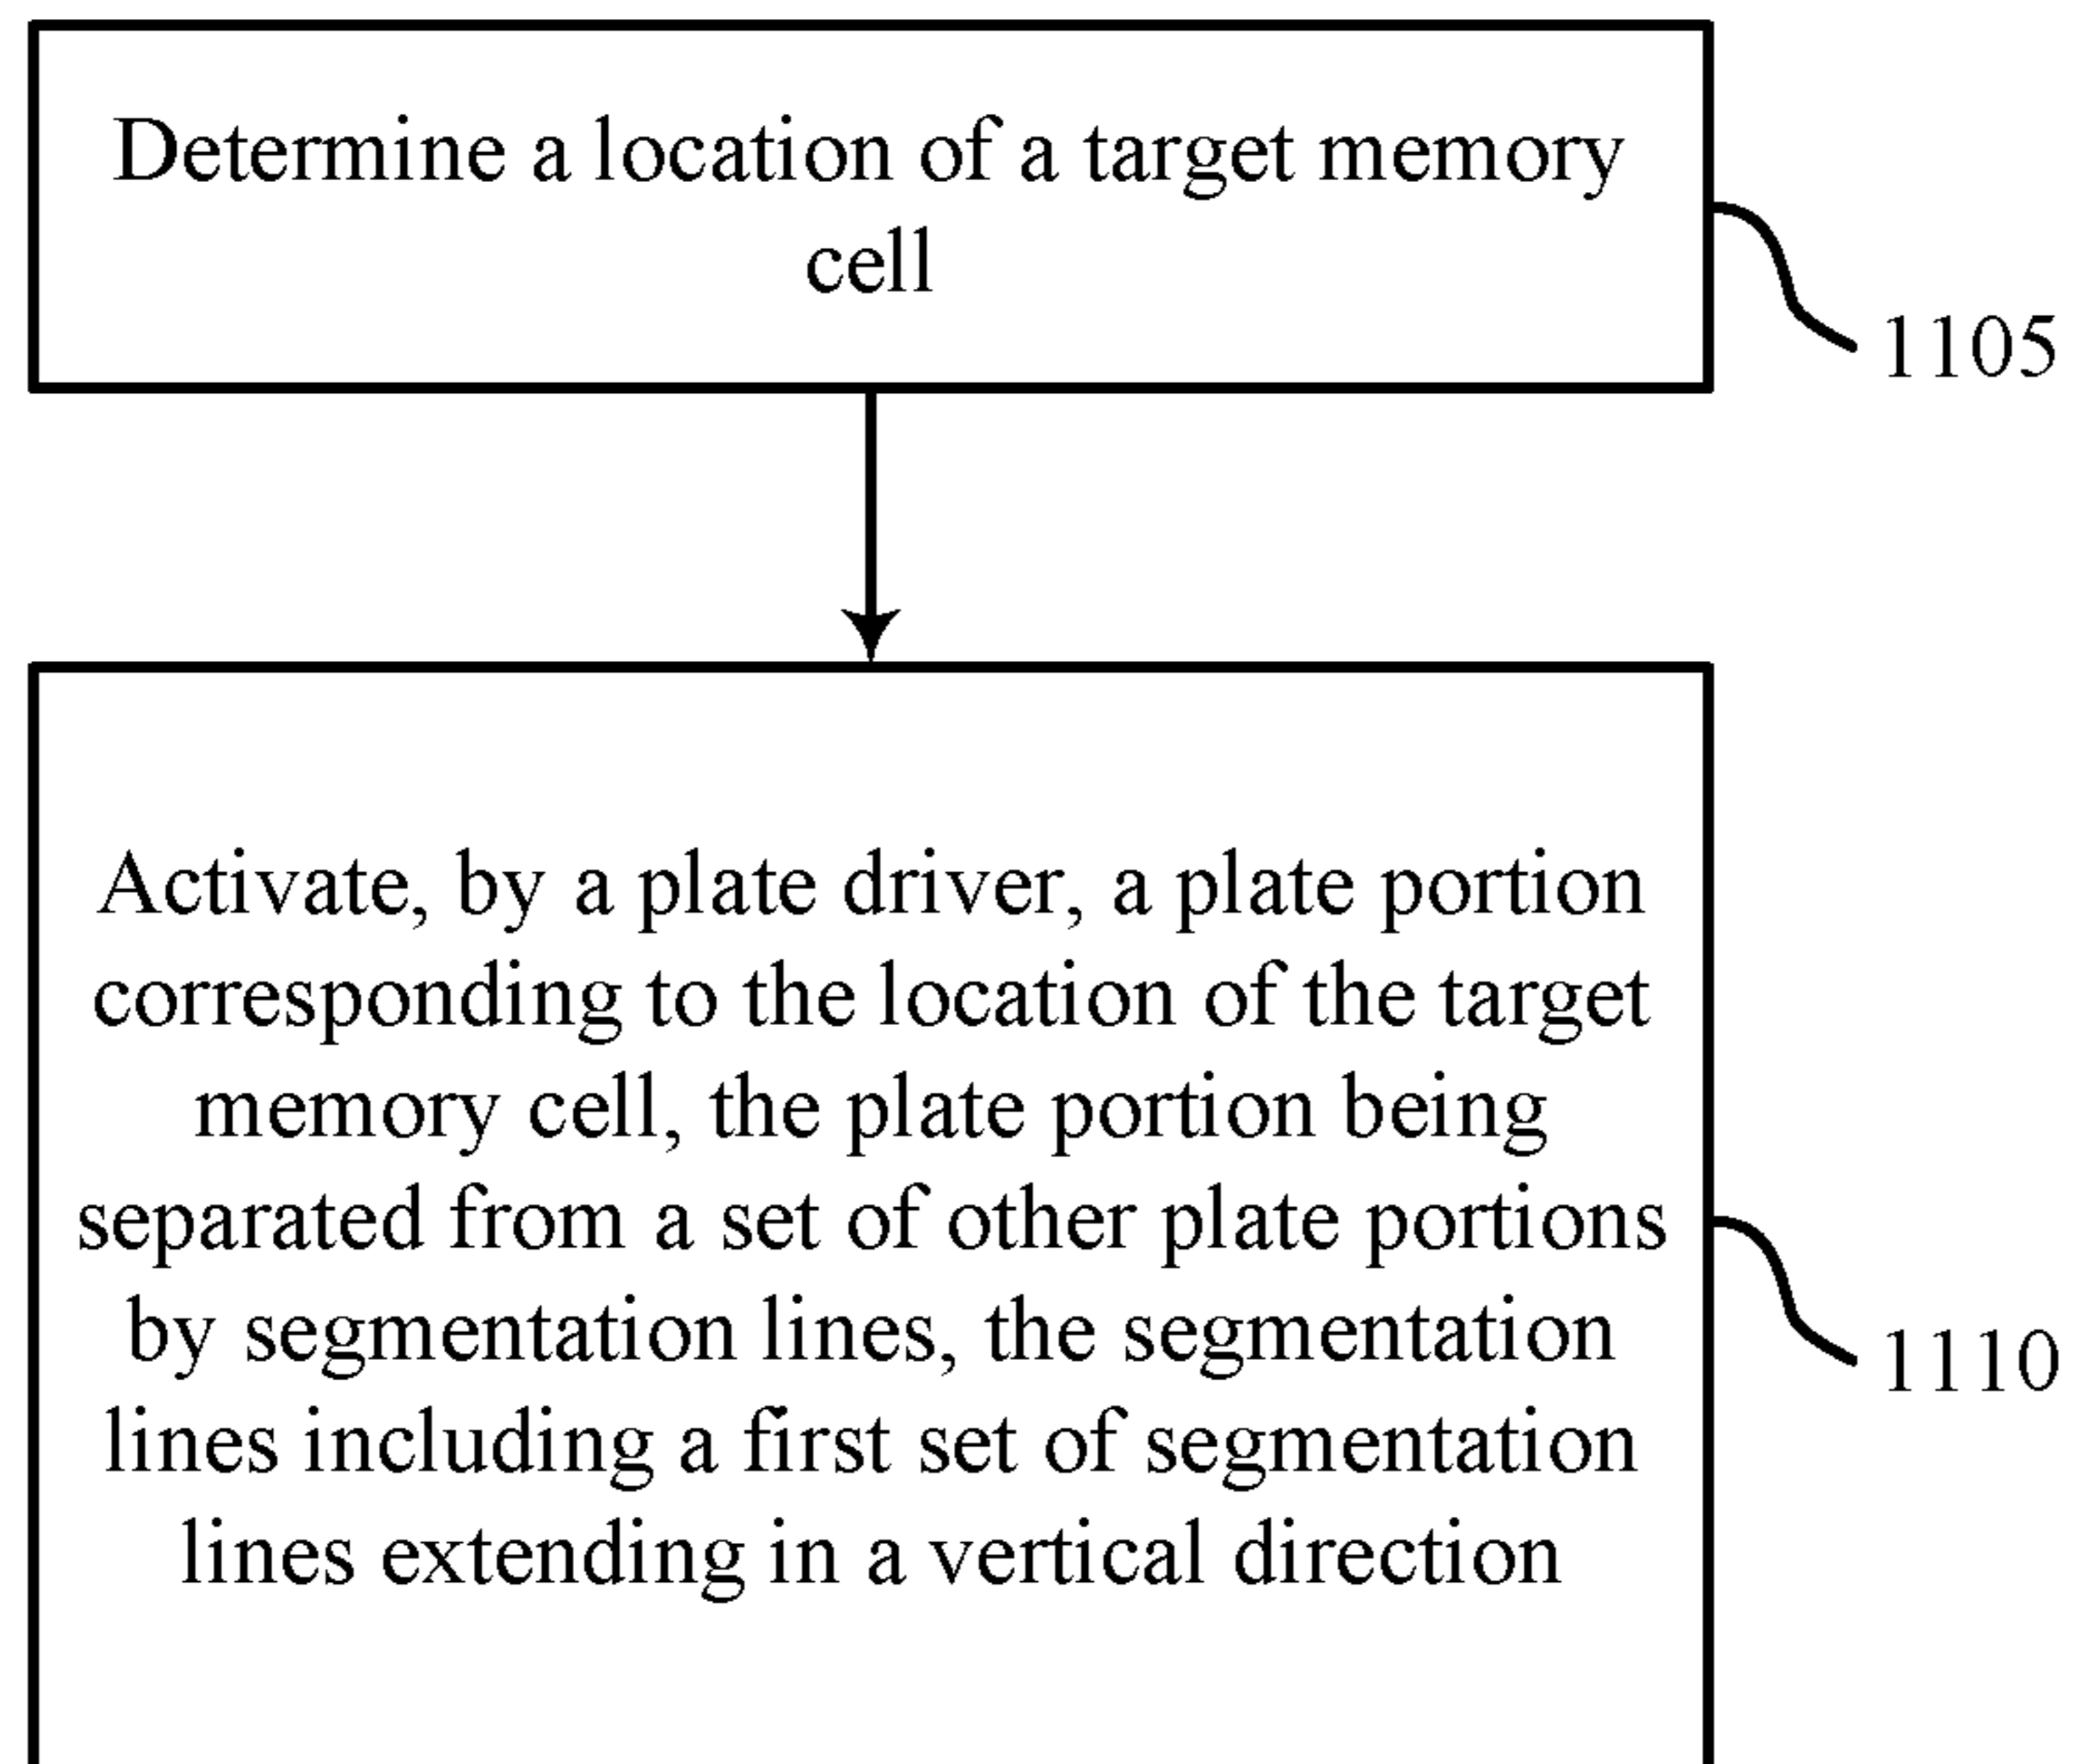 Determine a location of a target memory
cell
1105
Activate, by a plate driver, a plate portion
corresponding to the location of the target
memory cell, the plate portion being
separated from a set of other plate portions
by segmentation lines, the segmentation
lines including a first set of segmentation
lines extending in a vertical direction
1110